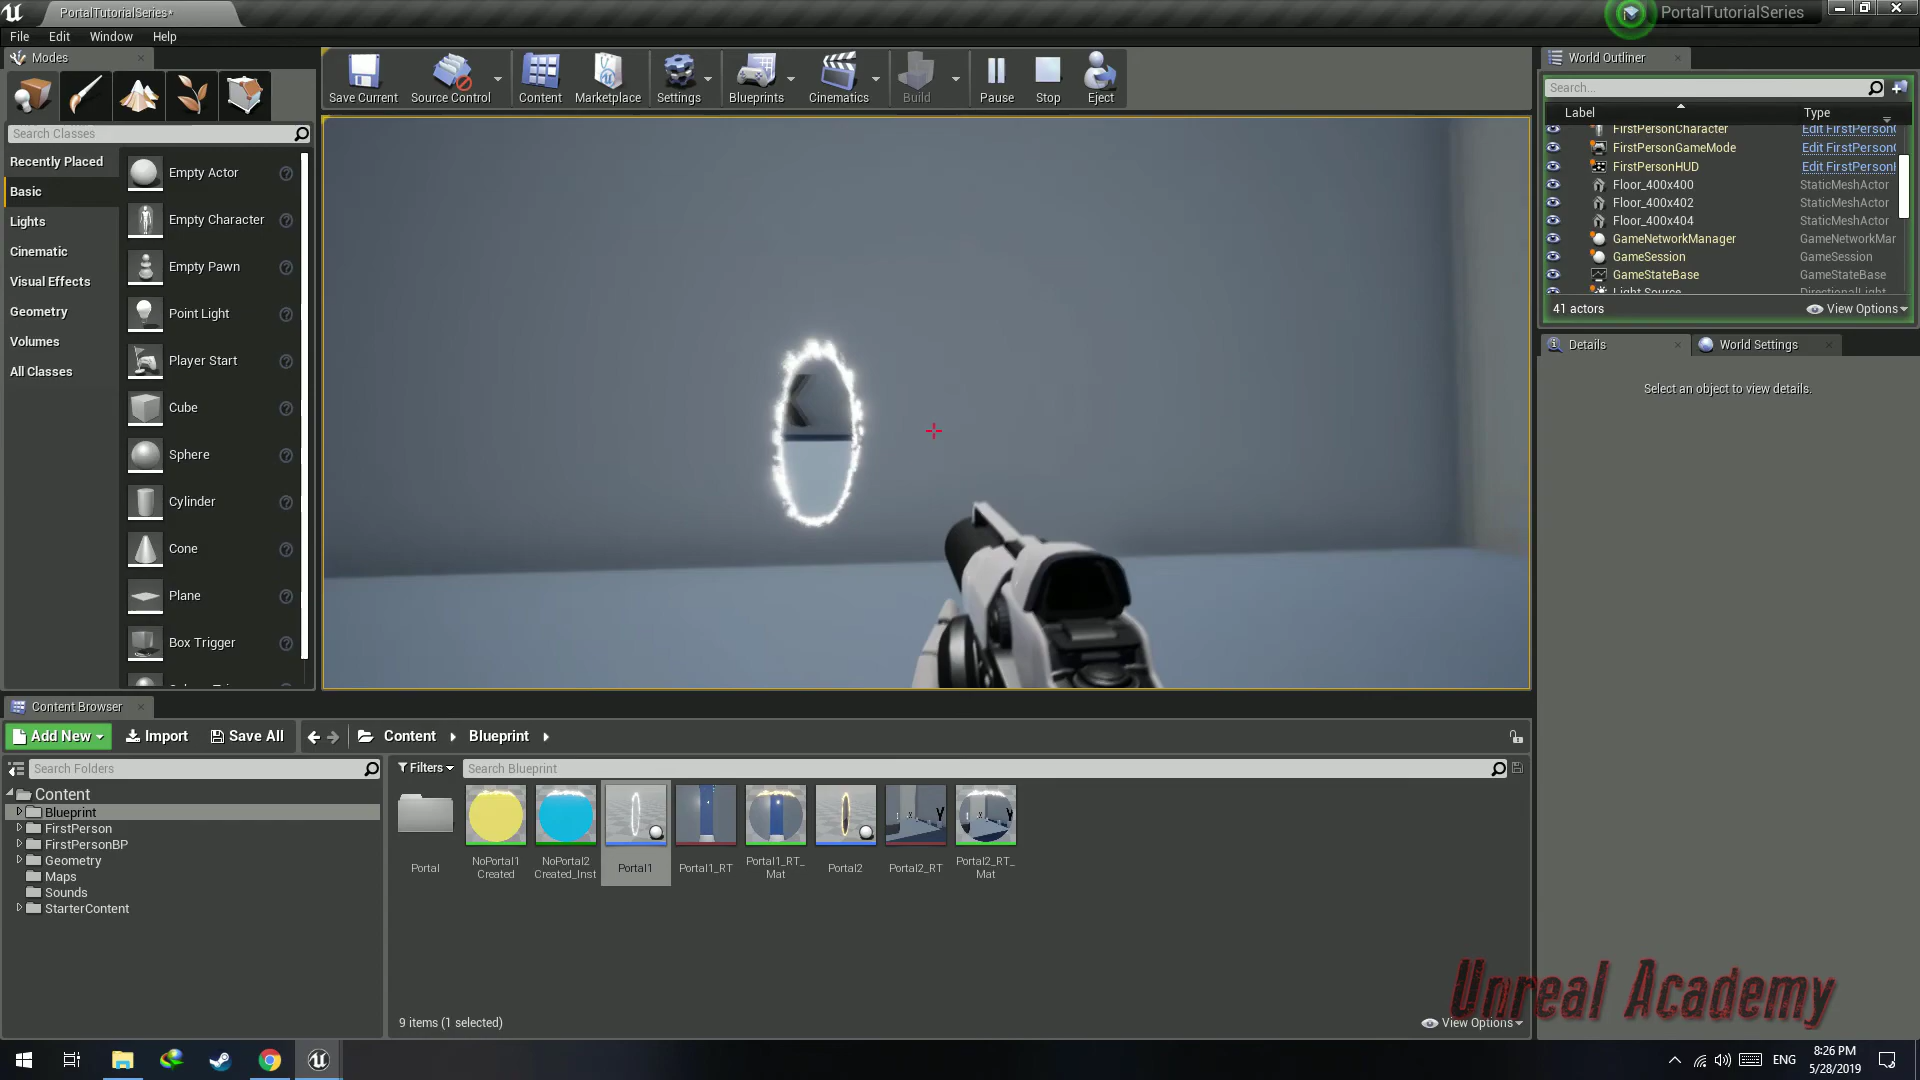 PortalTutorialSeries*
PortalTutorialSeries
File Edit Window Help
Modes
World Outliner
Save Current
Source Control
Content
Marketplace
Settings
Blueprints
Cinematics
Build
Pause
Stop
Eject
Search...
Label Type
FirstPersonCharacter Edit FirstPersonC
FirstPersonGameMode Edit FirstPersonG
FirstPersonHUD Edit FirstPersonH
Floor_400x400 StaticMeshActor
Floor_400x402 StaticMeshActor
Floor_400x404 StaticMeshActor
GameNetworkManager GameNetworkMar
GameSession GameSession
GameStateBase GameStateBase
Light Source DirectionalLight
41 actors
View Options
Search Classes
Recently Placed
Basic
Lights
Cinematic
Visual Effects
Geometry
Volumes
All Classes
Empty Actor
Empty Character
Empty Pawn
Point Light
Player Start
Cube
Sphere
Cylinder
Cone
Plane
Box Trigger
Details
World Settings
Select an object to view details.
Content Browser
Add New
Import
Save All
Content
Blueprint
Search Folders
Filters
Search Blueprint
Content
Blueprint
FirstPerson
FirstPersonBP
Geometry
Maps
Sounds
StarterContent
Portal
NoPortal1
Created
NoPortal2
Created_Inst
Portal1
Portal1_RT
Portal1_RT_
Mat
Portal2
Portal2_RT
Portal2_RT_
Mat
9 items (1 selected)
View Options
Unreal Academy
ENG
8:26 PM
5/28/2019